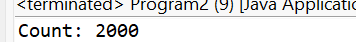 <terminated> Program2 (9) [Java Applicatio
Count: 2000